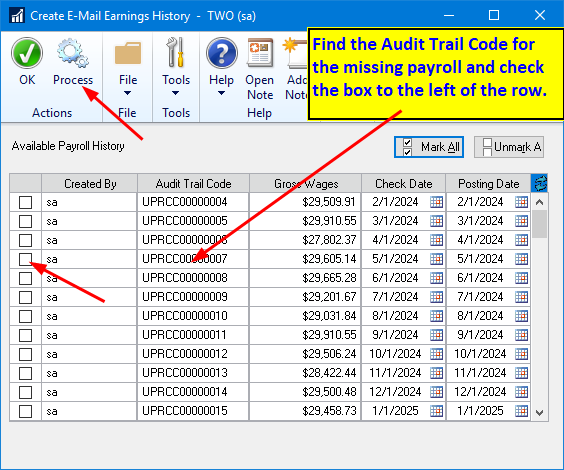 Create E-Mail Earnings History - TWO (sa)
Find the Audit Trail Code for
the missing payroll and check
the box to the left of the row.
OK Process File Tools Help Open Note Add Note
Actions File Tools Help
Available Payroll History Mark All Unmark A
Created By Audit Trail Code Gross Wages Check Date Posting Date
sa UPRCC00000004 $29,509.91 2/1/2024 2/1/2024
sa UPRCC00000005 $29,910.55 3/1/2024 3/1/2024
sa UPRCC00000006 $27,802.37 4/1/2024 4/1/2024
sa UPRCC00000007 $29,605.14 5/1/2024 5/1/2024
sa UPRCC00000008 $29,665.28 6/1/2024 6/1/2024
sa UPRCC00000009 $29,201.67 7/1/2024 7/1/2024
sa UPRCC00000010 $29,031.84 8/1/2024 8/1/2024
sa UPRCC00000011 $29,910.55 9/1/2024 9/1/2024
sa UPRCC00000012 $29,506.24 10/1/2024 10/1/2024
sa UPRCC00000013 $28,422.44 11/1/2024 11/1/2024
sa UPRCC00000014 $29,500.48 12/1/2024 12/1/2024
sa UPRCC00000015 $29,458.73 1/1/2025 1/1/2025